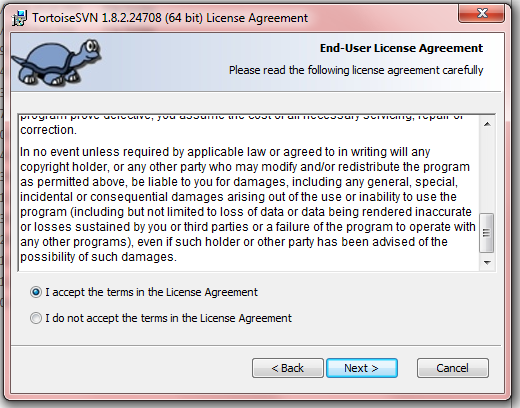 TortoiseSVN 1.8.2.24708 (64 bit) License Agreement
End-User License Agreement
Please read the following license agreement carefully
program prove defective, you assume the cost of all necessary servicing, repair or
correction.
In no event unless required by applicable law or agreed to in writing will any
copyright holder, or any other party who may modify and/or redistribute the program
as permitted above, be liable to you for damages, including any general, special,
incidental or consequential damages arising out of the use or inability to use the
program (including but not limited to loss of data or data being rendered inaccurate
or losses sustained by you or third parties or a failure of the program to operate with
any other programs), even if such holder or other party has been advised of the
possibility of such damages.
I accept the terms in the License Agreement
I do not accept the terms in the License Agreement
< Back
Next >
Cancel